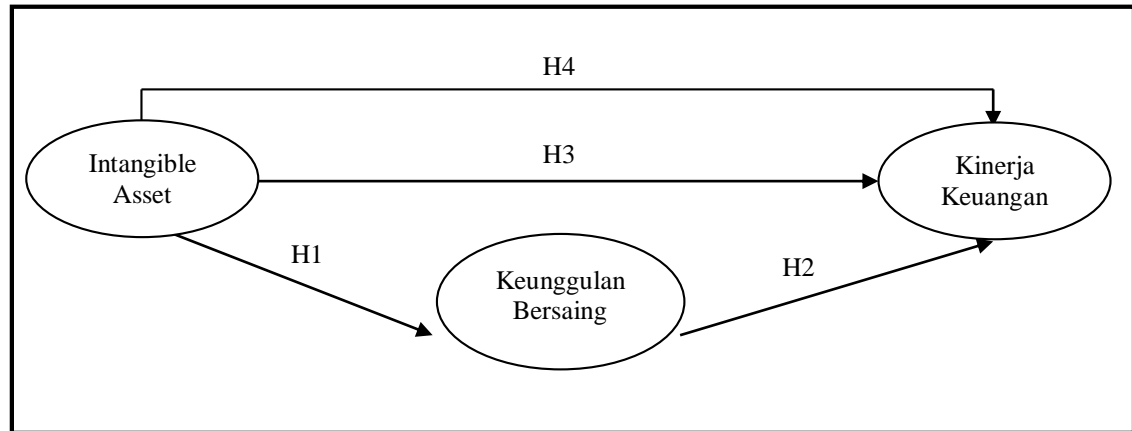 H4
Intangible
Asset
H3
Kinerja
Keuangan
H1
Keunggulan
Bersaing
H2